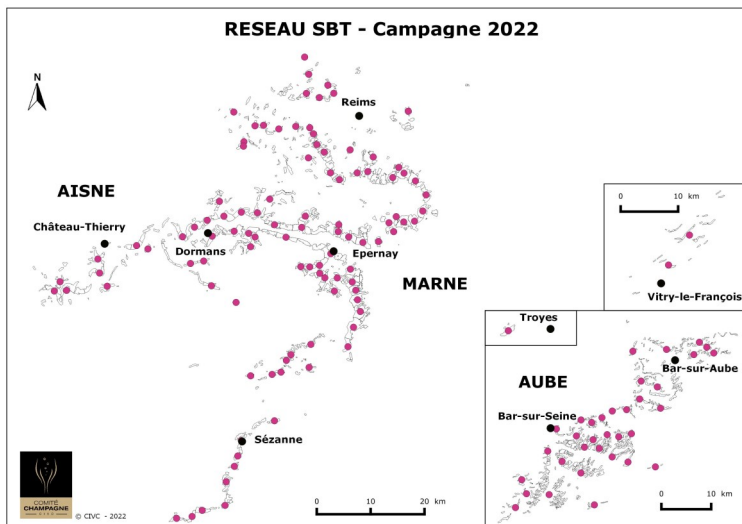 RESEAU SBT - Campagne 2022
N
Reims
AISNE
Château-Thierry
Dormans
Epernay
MARNE
0 10 km
Vitry-le-François
Troyes
Bar-sur-Aube
AUBE
Bar-sur-Seine
Sézanne
COMITÉ
CHAMPAGNE
© CIVC - 2022
0 10 20 km
0 10 km